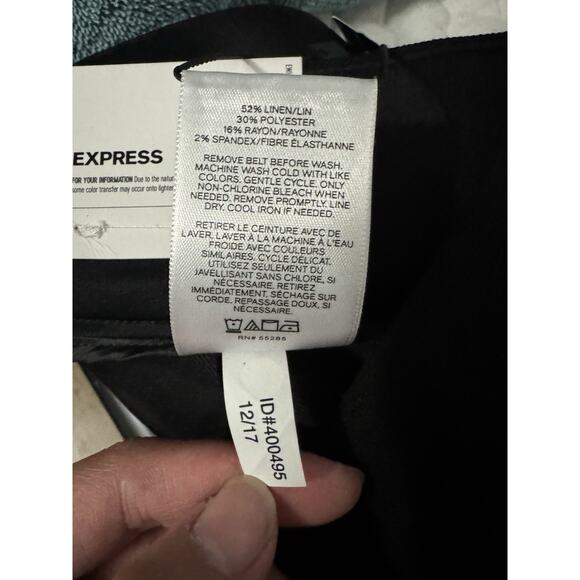 52% LINEN/LIN
30% POLYESTER
16% RAYON/RAYONNE
2% SPANDEX/FIBRE ÉLASTHANNE
REMOVE BELT BEFORE WASH.
MACHINE WASH COLD WITH LIKE
COLORS. GENTLE CYCLE. ONLY
NON-CHLORINE BLEACH WHEN
NEEDED. REMOVE PROMPTLY. LINE
DRY. COOL IRON IF NEEDED.
RETIRER LE CEINTURE AVEC DE
LAVER. LAVER À LA MACHINE À L'EAU
FROIDE AVEC COULEURS
SIMILAIRES. CYCLE DÉLICAT.
UTILISEZ SEULEMENT DU
JAVELLISANT SANS CHLORE, SI
NÉCESSAIRE. RETIREZ
IMMÉDIATEMENT. SÉCHAGE SUR
CORDE. REPASSAGE DOUX, SI
NÉCESSAIRE.
RN# 55285
ID#400495
12/17
EXPRESS
FOR YOUR INFORMATION Due to the natur
some color transfer may occur onto lighter